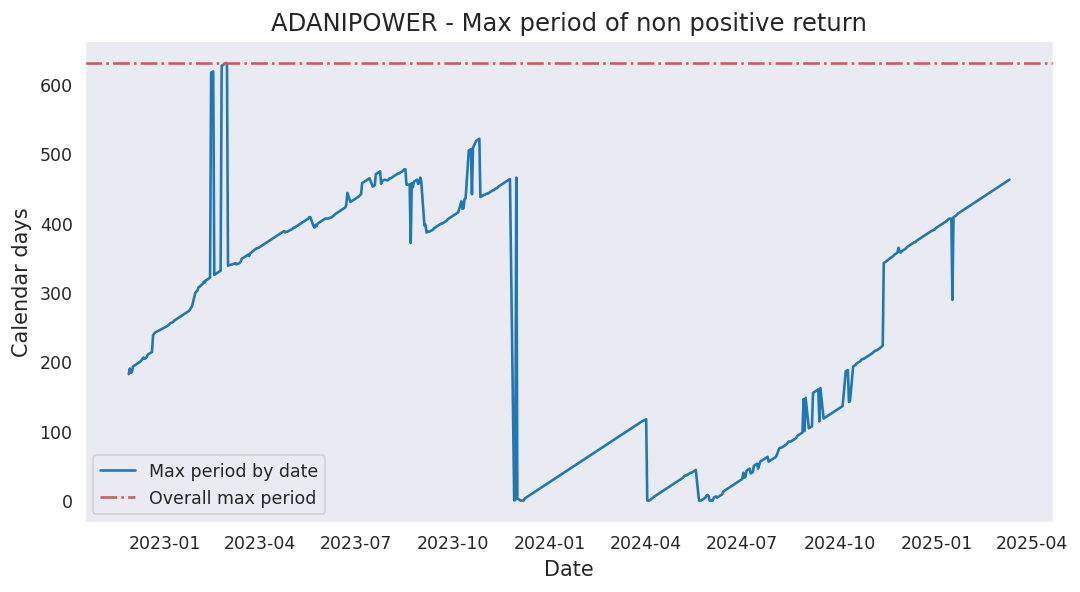 ADANIPOWER - Max period of non positive return
600
500
400
300
200
100
0
Calendar days
Max period by date
Overall max period
2023-01 2023-04 2023-07 2023-10 2024-01 2024-04 2024-07 2024-10 2025-01 2025-04
Date